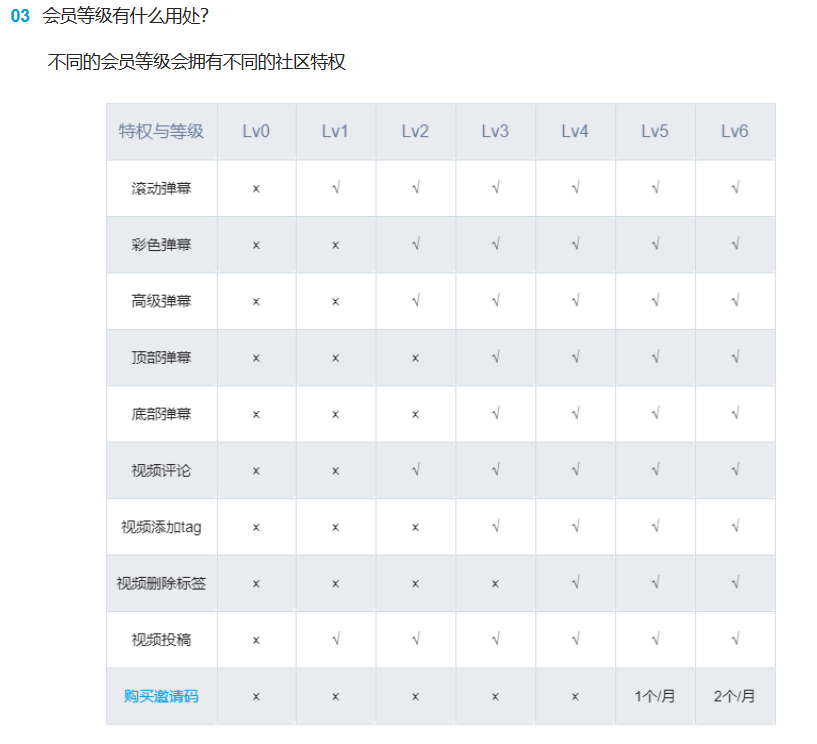 03 会员等级有什么用处?
不同的会员等级会拥有不同的社区特权
特权与等级 Lv0 Lv1 Lv2 Lv3 Lv4 Lv5 Lv6
滚动弹幕 x √ √ √ √ √ √
彩色弹幕 x x √ √ √ √ √
高级弹幕 x x √ √ √ √ √
顶部弹幕 x x x √ √ √ √
底部弹幕 x x x √ √ √ √
视频评论 x x √ √ √ √ √
视频添加tag x x x √ √ √ √
视频删除标签 x x x x √ √ √
视频投稿 x √ √ √ √ √ √
购买邀请码 x x x x x 1个/月 2个/月